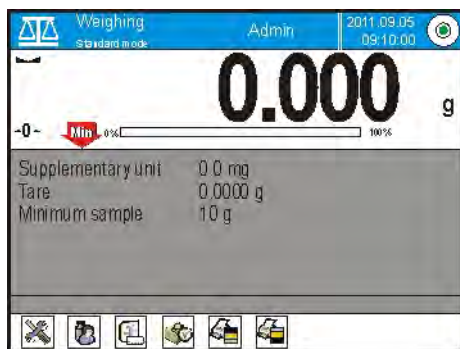 Weighing
Standard mode
Admin
2011.09.05
09:10:00
0.000 g
-0- Min 0% 100%
Supplementary unit 0.0 mg
Tare 0.0000 g
Minimum sample 10 g